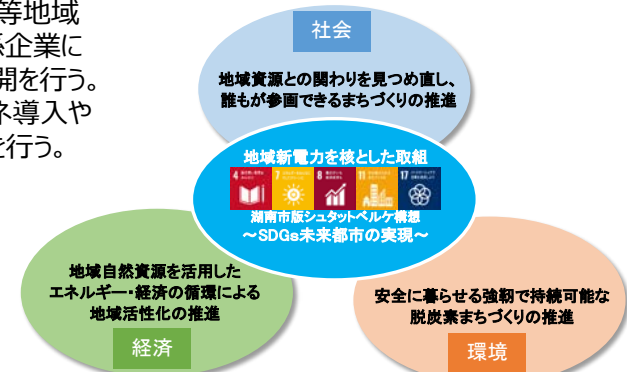 等地域
系企業に
開を行う。
ネ導入や
を行う。
社会
地域資源との関わりを見つめ直し、
誰もが参画できるまちづくりの推進
地域新電力を核とした取組
4
7
8
11
17
湖南市版シュタットベルケ構想
～SDGs未来都市の実現～
地域自然資源を活用した
エネルギー・経済の循環による
地域活性化の推進
経済
安全に暮らせる強靭で持続可能な
脱炭素まちづくりの推進
環境